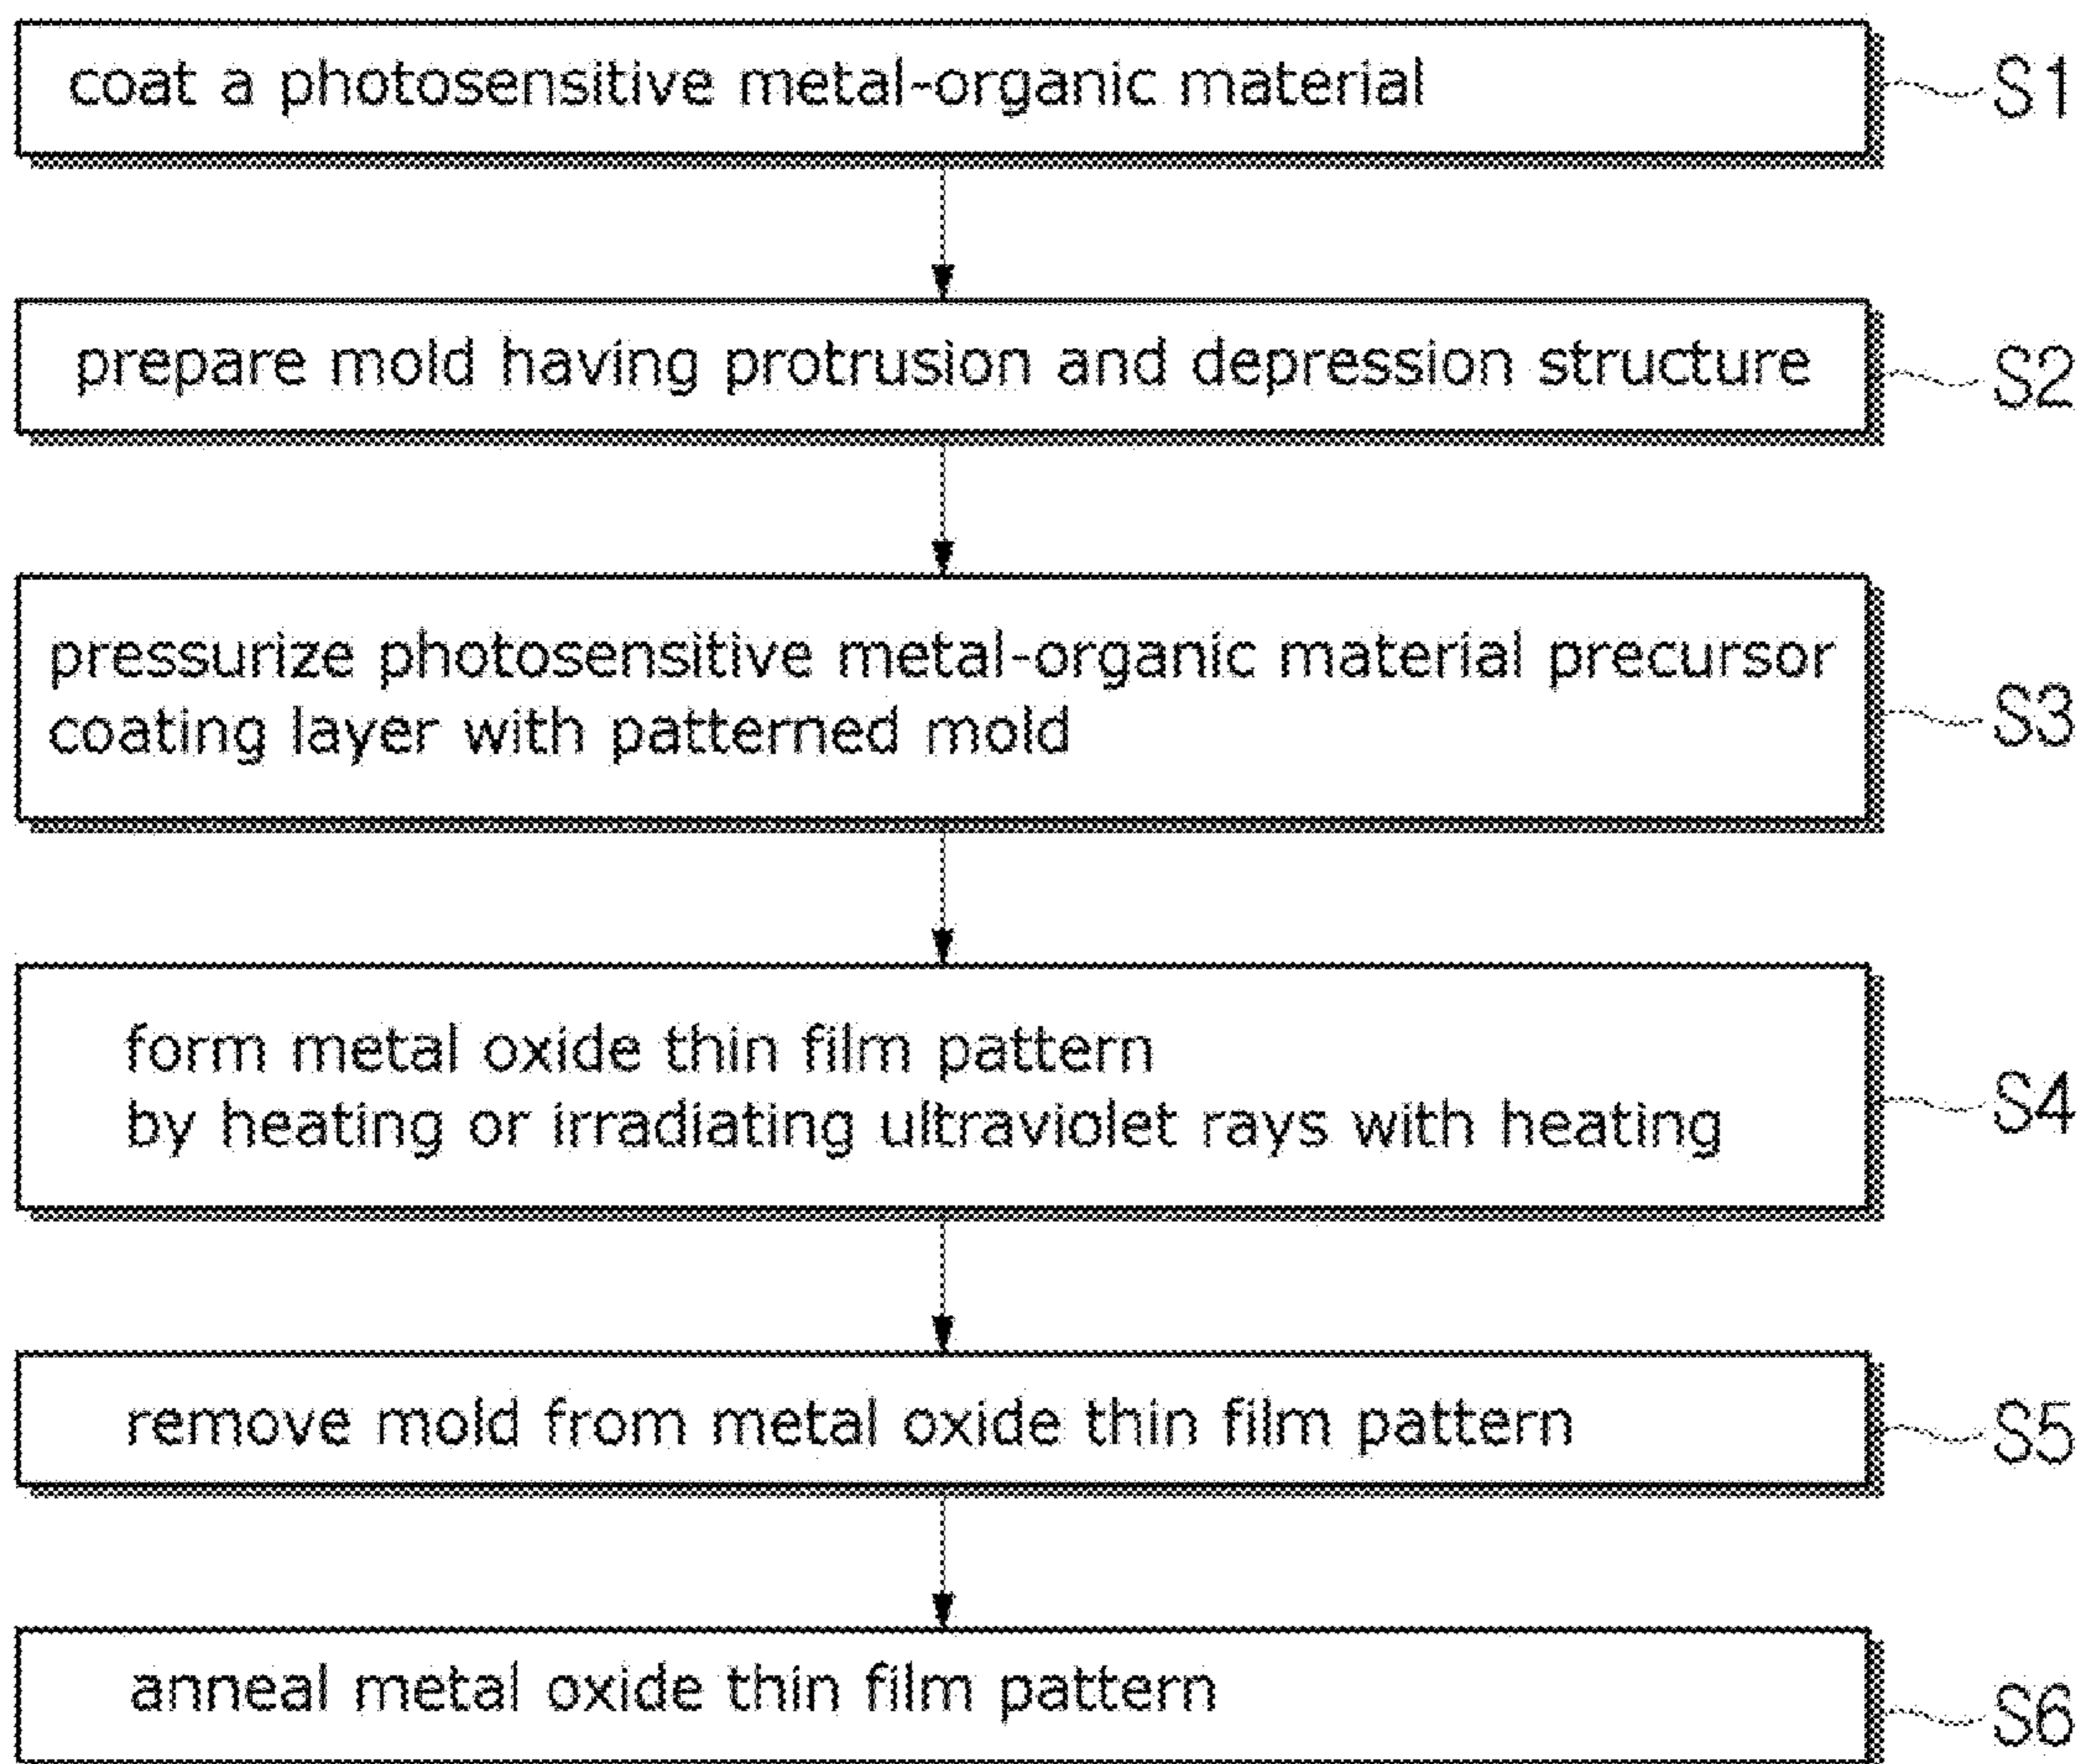 coat a photosensitive metal-organic material
S1
prepare mold having protrusion and depression structure
S2
pressurize photosensitive metal-organic material precursor
coating layer with patterned mold
S3
form metal oxide thin film pattern
by heating or irradiating ultraviolet rays with heating
S4
remove mold from metal oxide thin film pattern
S5
anneal metal oxide thin film pattern
S6